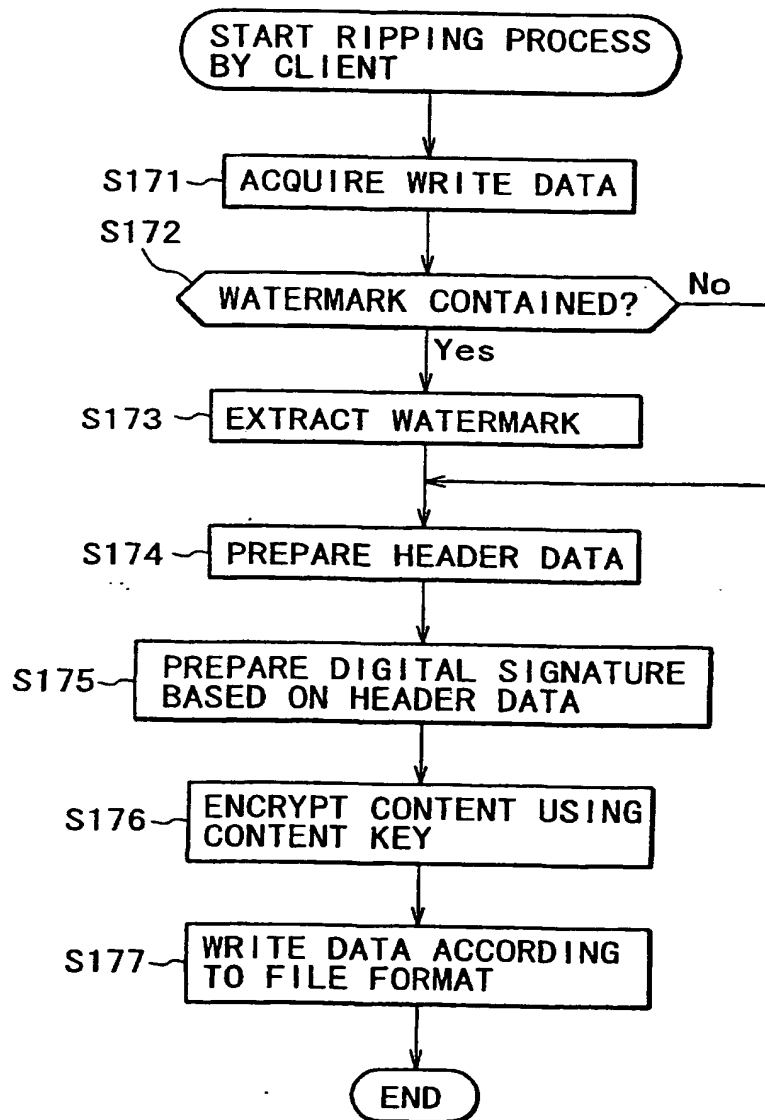 START RIPPING PROCESS
BY CLIENT
S171
ACQUIRE WRITE DATA
S172
WATERMARK CONTAINED?
No
Yes
S173
EXTRACT WATERMARK
S174
PREPARE HEADER DATA
S175
PREPARE DIGITAL SIGNATURE
BASED ON HEADER DATA
S176
ENCRYPT CONTENT USING
CONTENT KEY
S177
WRITE DATA ACCORDING
TO FILE FORMAT
END